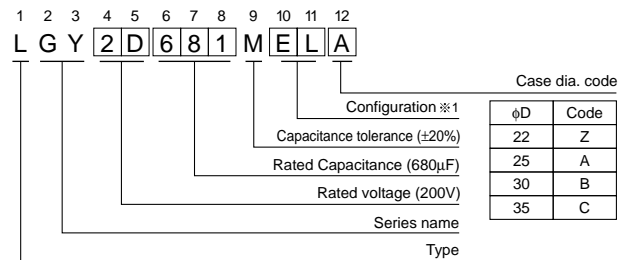 1 2 3 4 5 6 7 8 9 10 11 12
L G Y 2 D 6 8 1 M E L A
Case dia. code
Configuration ※1
Capacitance tolerance (±20%)
Rated Capacitance (680μF)
Rated voltage (200V)
Series name
Type
ϕD Code
22 Z
25 A
30 B
35 C